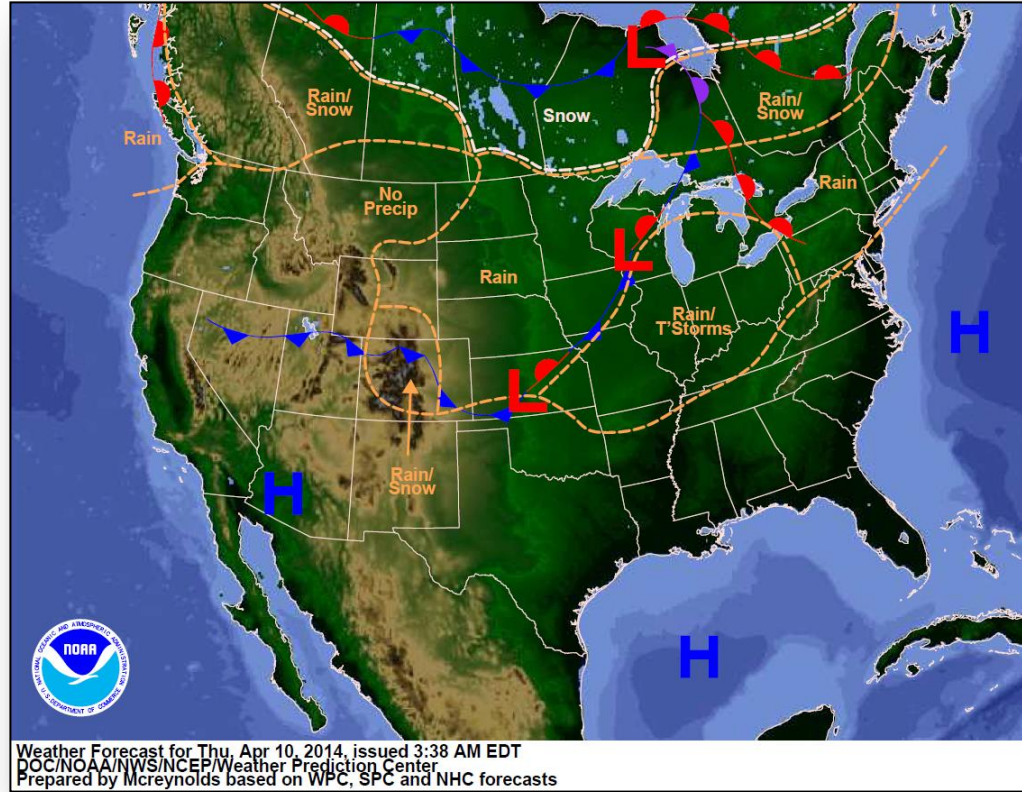 Rain/
Snow
Snow
Rain/
Snow
Rain
No
Precip
Rain
Rain
Rain/
T'Storms
Rain/
Snow
L
L
L
H
H
H
NATIONAL OCEANIC AND ATMOSPHERIC ADMINISTRATION
NOAA
U.S. DEPARTMENT OF COMMERCE
Weather Forecast for Thu, Apr 10, 2014, issued 3:38 AM EDT
DOC/NOAA/NWS/NCEP/Weather Prediction Center
Prepared by Mcreynolds based on WPC, SPC and NHC forecasts